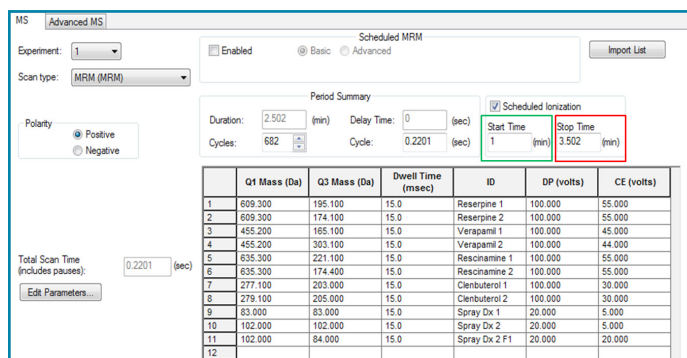 MS Advanced MS
Scheduled MRM
Experiment: 1 Enabled Basic Advanced Import List
Scan type: MRM (MRM)
Period Summary Scheduled Ionization
Duration: 2.502 (min) Delay Time: 0 (sec) Start Time Stop Time
Polarity
Positive Cycles: 682 Cycle: 0.2201 (sec) 1 (min) 3.502 (min)
Negative
Q1 Mass (Da) Q3 Mass (Da) Dwell Time (msec) ID DP (volts) CE (volts)
1 609.300 195.100 15.0 Reserpine 1 100.000 55.000
2 609.300 174.100 15.0 Reserpine 2 100.000 55.000
3 455.200 165.100 15.0 Verapamil 1 100.000 45.000
4 455.200 303.100 15.0 Verapamil 2 100.000 44.000
5 635.300 221.100 15.0 Rescinamine 1 100.000 55.000
6 635.300 174.400 15.0 Rescinamine 2 100.000 55.000
7 277.100 203.000 15.0 Clenbuterol 1 100.000 30.000
8 279.100 205.000 15.0 Clenbuterol 2 100.000 30.000
9 83.000 83.000 15.0 Spray Dx 1 20.000 5.000
10 102.000 102.000 15.0 Spray Dx 2 20.000 5.000
11 102.000 84.000 15.0 Spray Dx 2 F1 20.000 20.000
12
Total Scan Time
(includes pauses): 0.2201 (sec)
Edit Parameters...